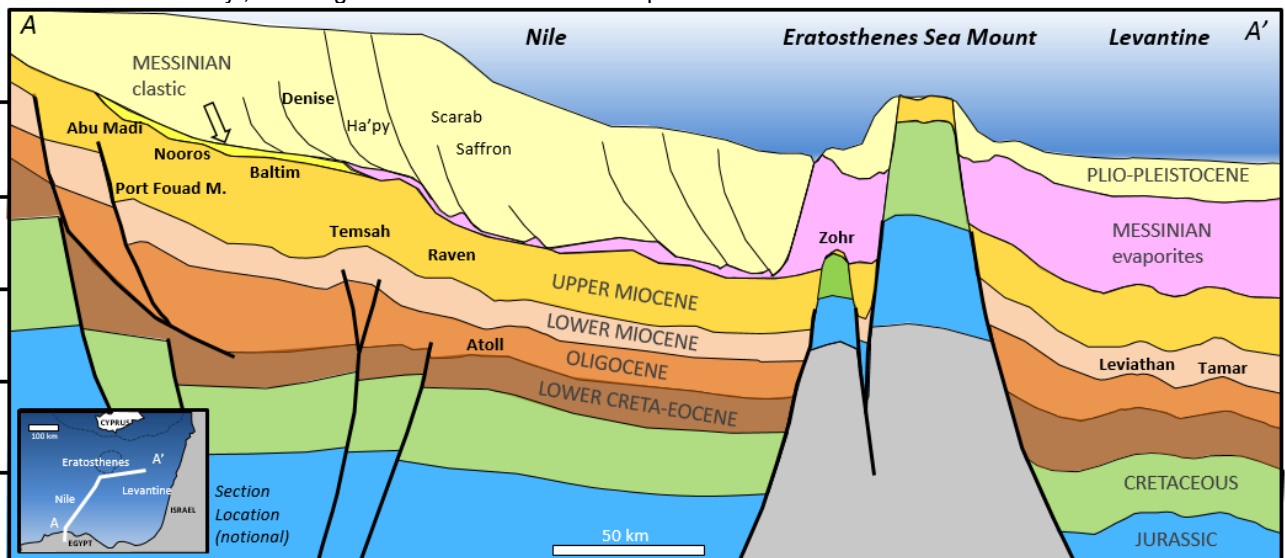 A
Nile
Eratosthenes Sea Mount
Levantine
A’
MESSINIAN
clastic
Denise
Ha’py
Scarab
Saffron
Abu Madi
Nooros
Baltim
Port Fouad M.
Temsah
Raven
Atoll
Zohr
PLIO-PLEISTOCENE
MESSINIAN
evaporites
UPPER MIOCENE
LOWER MIOCENE
OLIGOCENE
LOWER CRETA-EOCENE
Leviathan
Tamar
CRETACEOUS
JURASSIC
50 km
CYPRUS
100 km
Eratosthenes
A’
Nile
Levantine
ISRAEL
A
EGYPT
Section
Location
(notional)